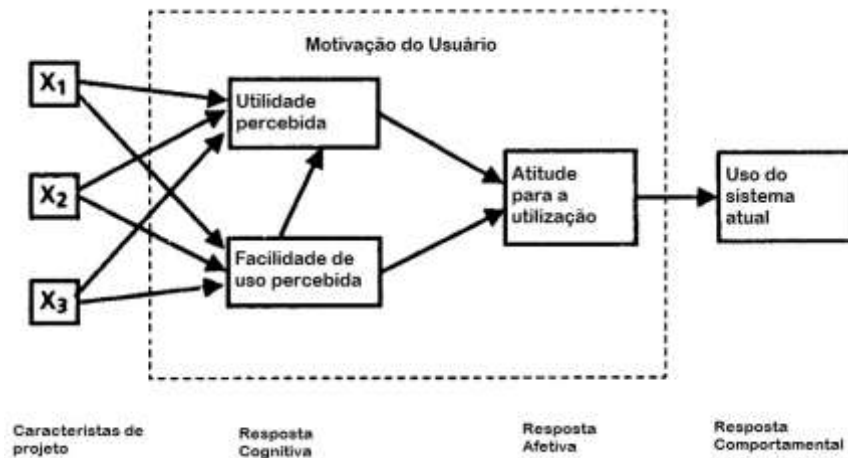 Motivação do Usuário
X1
Utilidade
percebida
X2
Atitude
para a
utilização
Uso do
sistema
atual
Facilidade de
uso percebida
X3
Caracteristas de
projeto
Resposta
Cognitiva
Resposta
Afetiva
Resposta
Comportamental